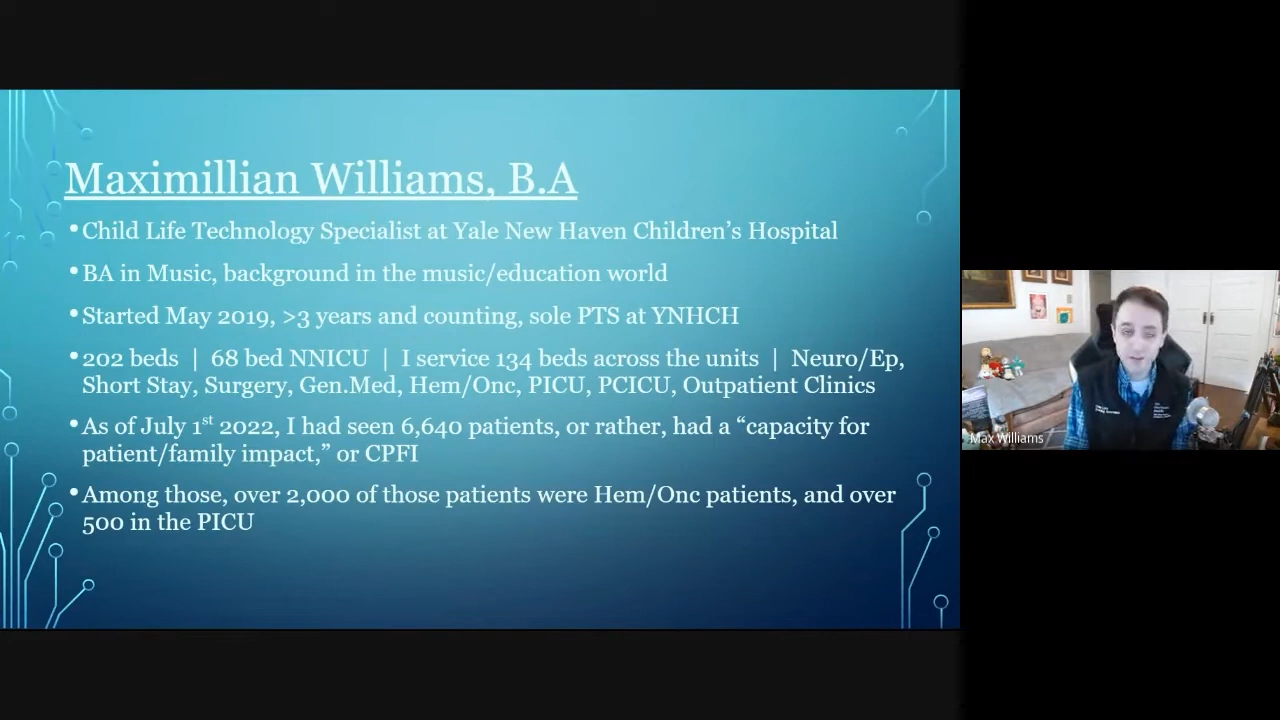 Maximillian Williams, B.A
•Child Life Technology Specialist at Yale New Haven Children’s Hospital
•BA in Music, background in the music/education world
•Started May 2019, >3 years and counting, sole PTS at YNHCH
•202 beds | 68 bed NNICU | I service 134 beds across the units | Neuro/Ep,
Short Stay, Surgery, Gen.Med, Hem/Onc, PICU, PCICU, Outpatient Clinics
•As of July 1st 2022, I had seen 6,640 patients, or rather, had a “capacity for
patient/family impact,” or CPFI
•Among those, over 2,000 of those patients were Hem/Onc patients, and over
500 in the PICU
Max Williams